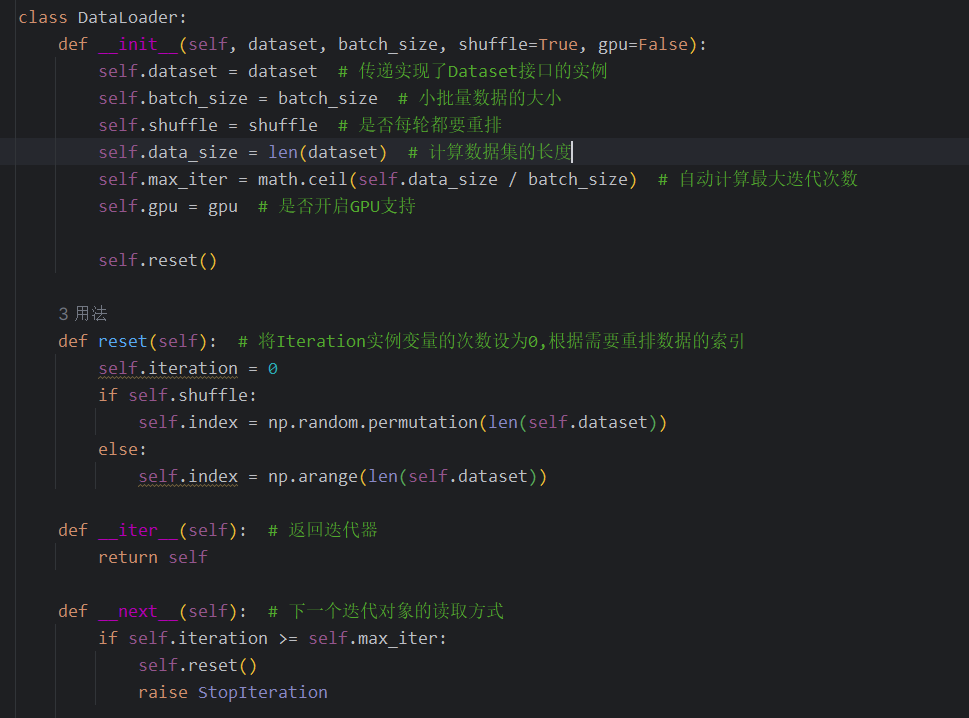 class DataLoader:
    def __init__(self, dataset, batch_size, shuffle=True, gpu=False):
        self.dataset = dataset  # 传递实现了Dataset接口的实例
        self.batch_size = batch_size  # 小批量数据的大小
        self.shuffle = shuffle  # 是否每轮都要重排
        self.data_size = len(dataset)  # 计算数据集的长度
        self.max_iter = math.ceil(self.data_size / batch_size)  # 自动计算最大迭代次数
        self.gpu = gpu  # 是否开启GPU支持
        self.reset()
    3 用法
    def reset(self):  # 将Iteration实例变量的次数设为0,根据需要重排数据的索引
        self.iteration = 0
        if self.shuffle:
            self.index = np.random.permutation(len(self.dataset))
        else:
            self.index = np.arange(len(self.dataset))
    def __iter__(self):  # 返回迭代器
        return self
    def __next__(self):  # 下一个迭代对象的读取方式
        if self.iteration >= self.max_iter:
            self.reset()
            raise StopIteration